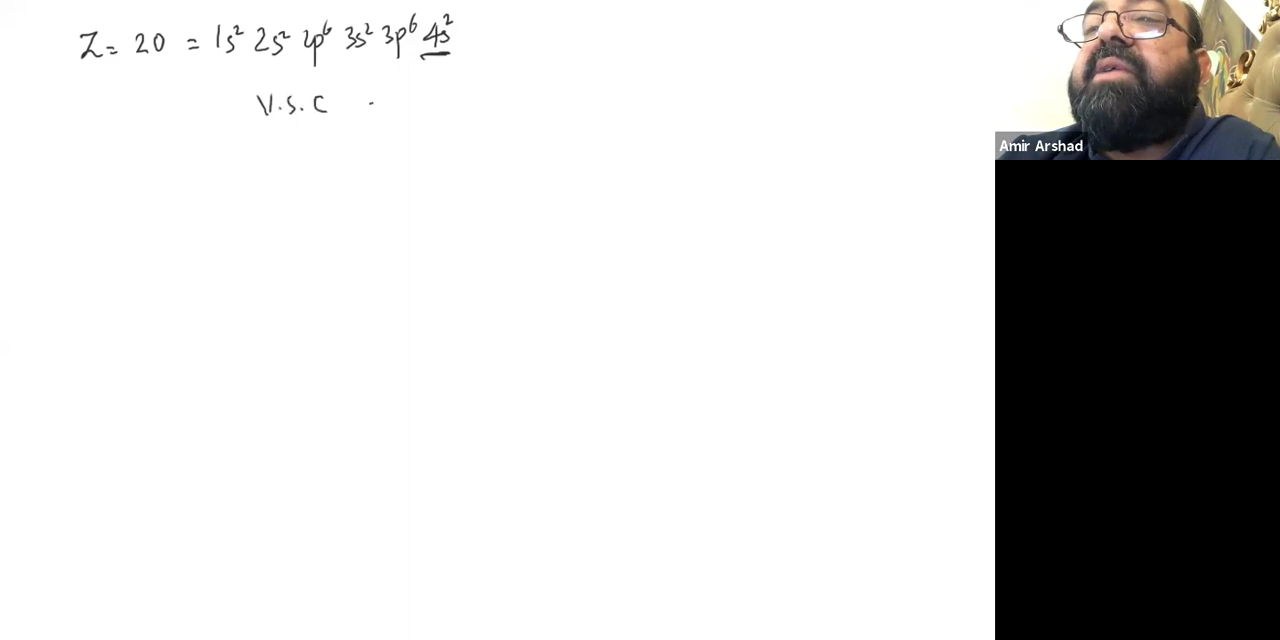 Z = 20 = 1s² 2s² 2p⁶ 3s² 3p⁶ 4s²
V.S.C
Amir Arshad